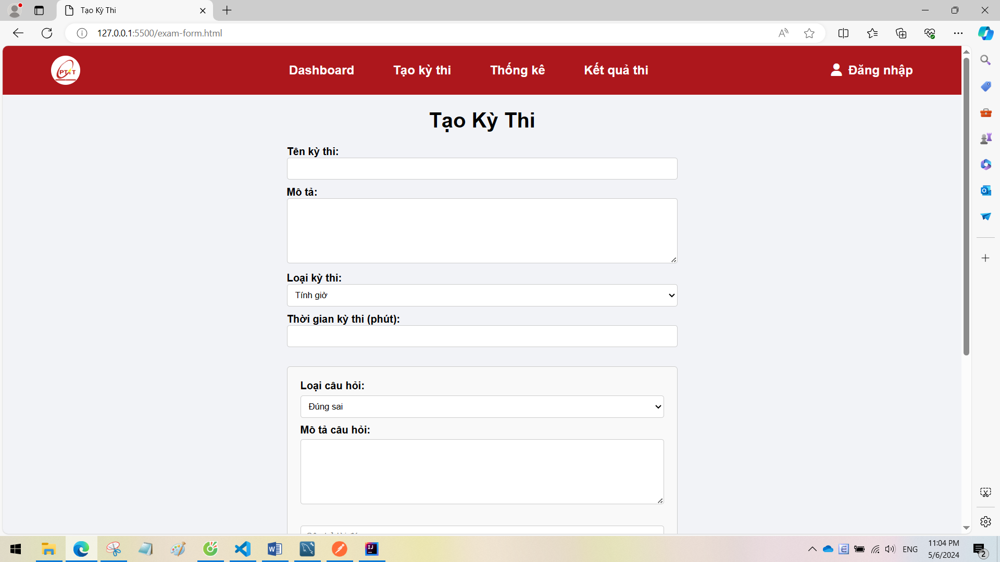 Tạo Kỳ Thi
127.0.0.1:5500/exam-form.html
PTIT
Dashboard
Tạo kỳ thi
Thống kê
Kết quả thi
Đăng nhập
Tạo Kỳ Thi
Tên kỳ thi:
Mô tả:
Loại kỳ thi:
Tính giờ
Thời gian kỳ thi (phút):
Loại câu hỏi:
Đúng sai
Mô tả câu hỏi:
ENG
11:04 PM
5/6/2024
2